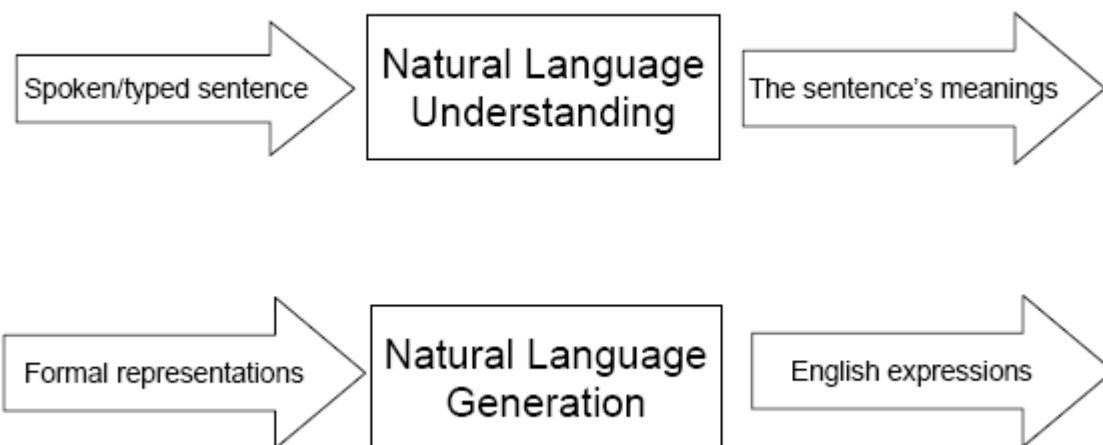 Spoken/typed sentence
Natural Language
Understanding
The sentence's meanings
Formal representations
Natural Language
Generation
English expressions